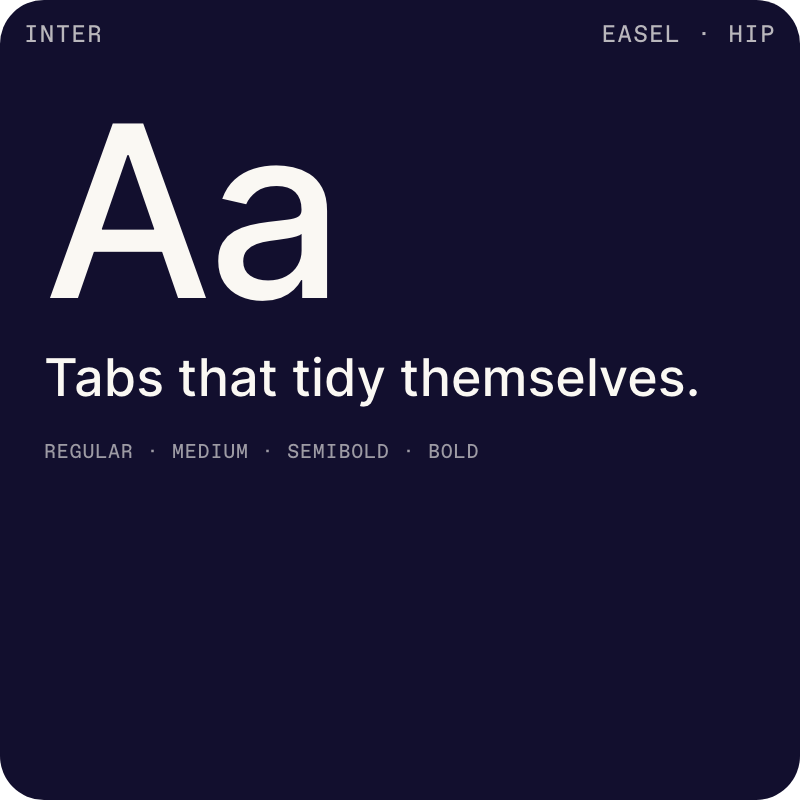 INTER
EASEL · HIP
Aa
Tabs that tidy themselves.
REGULAR · MEDIUM · SEMIBOLD · BOLD